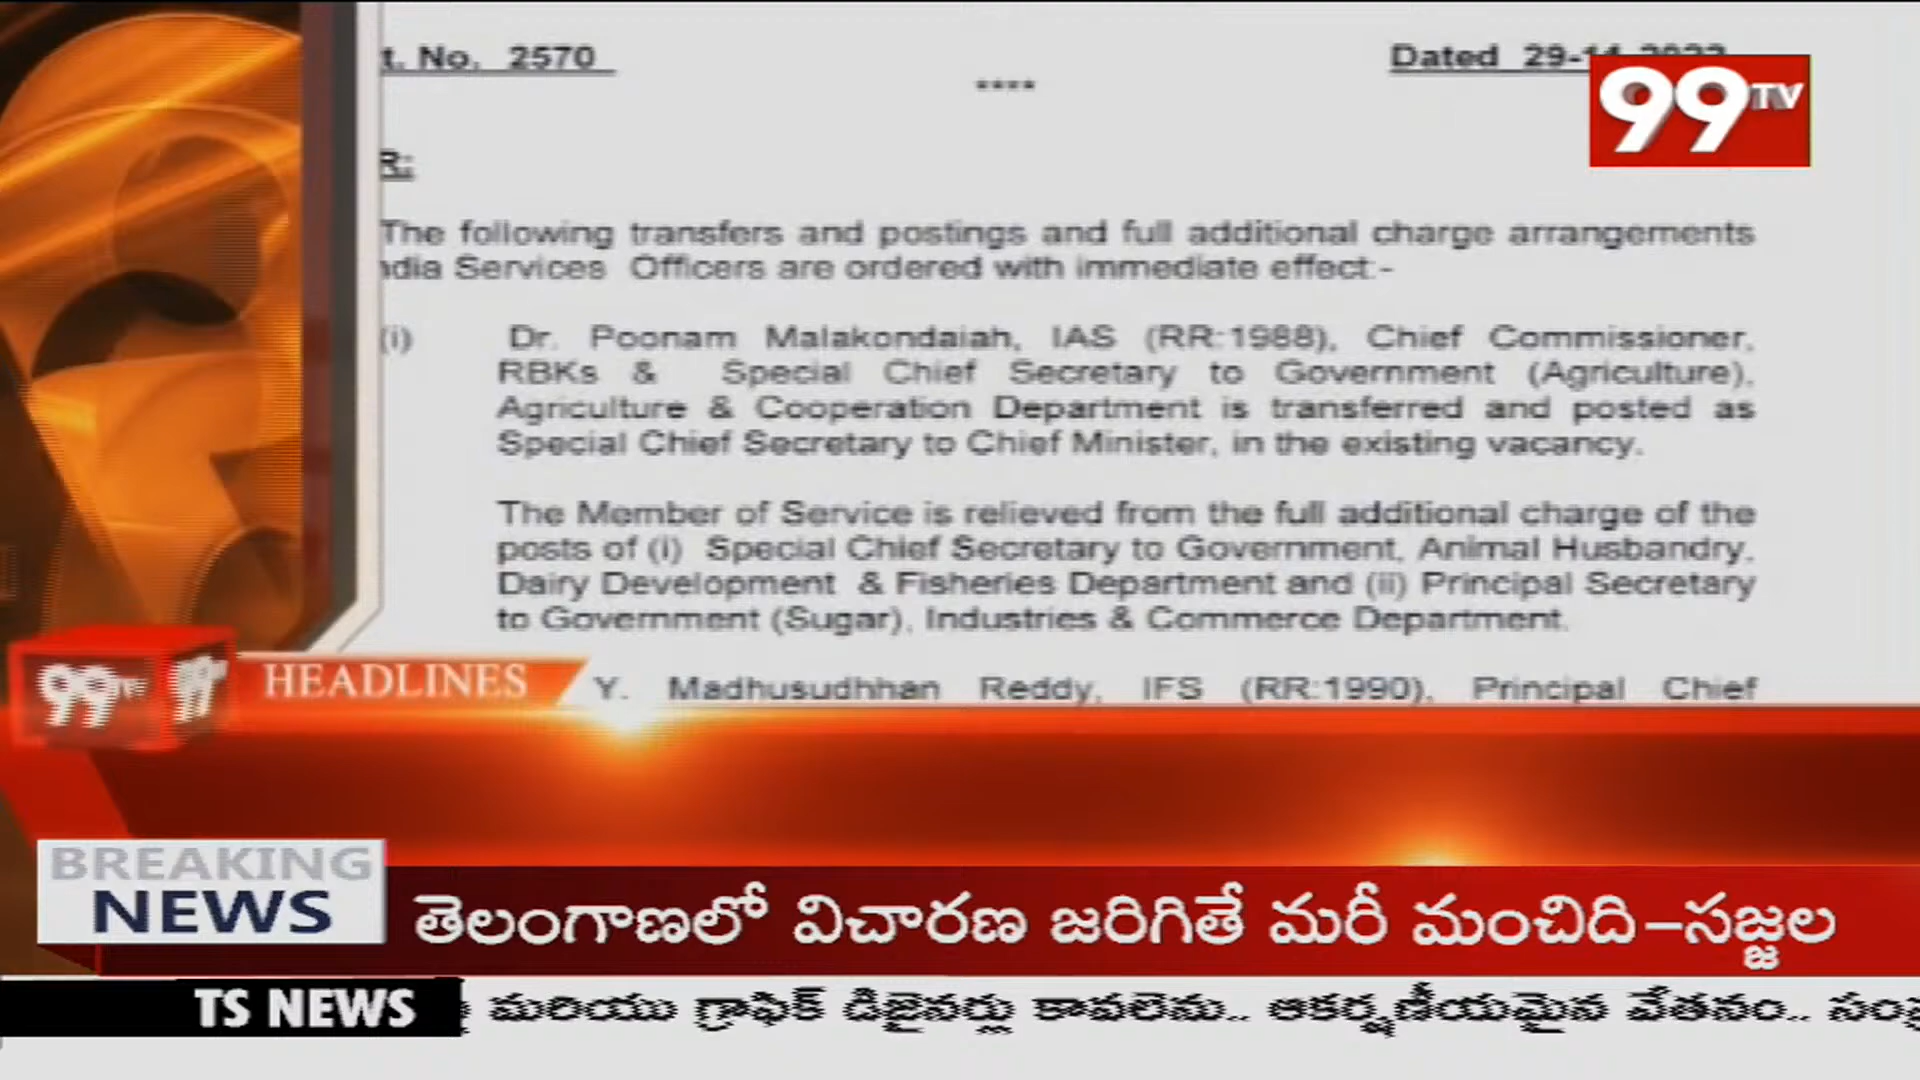 t. No. 2570
Dated 29-11-2022
****
99TV
R:
The following transfers and postings and full additional charge arrangements
ndia Services Officers are ordered with immediate effect:-
(i) Dr. Poonam Malakondaiah, IAS (RR:1988), Chief Commissioner,
RBKs & Special Chief Secretary to Government (Agriculture),
Agriculture & Cooperation Department is transferred and posted as
Special Chief Secretary to Chief Minister, in the existing vacancy.
The Member of Service is relieved from the full additional charge of the
posts of (i) Special Chief Secretary to Government, Animal Husbandry,
Dairy Development & Fisheries Department and (ii) Principal Secretary
to Government (Sugar), Industries & Commerce Department.
Y. Madhusudhhan Reddy, IFS (RR:1990), Principal Chief
99TV 99
HEADLINES
BREAKING
NEWS
తెలంగాణలో విచారణ జరిగితే మరీ మంచిది-సజ్జల
TS NEWS
మరియు గ్రాఫిక్ డిజైనర్లు కావలెను.. ఆకర్షణీయమైన వేతనం..